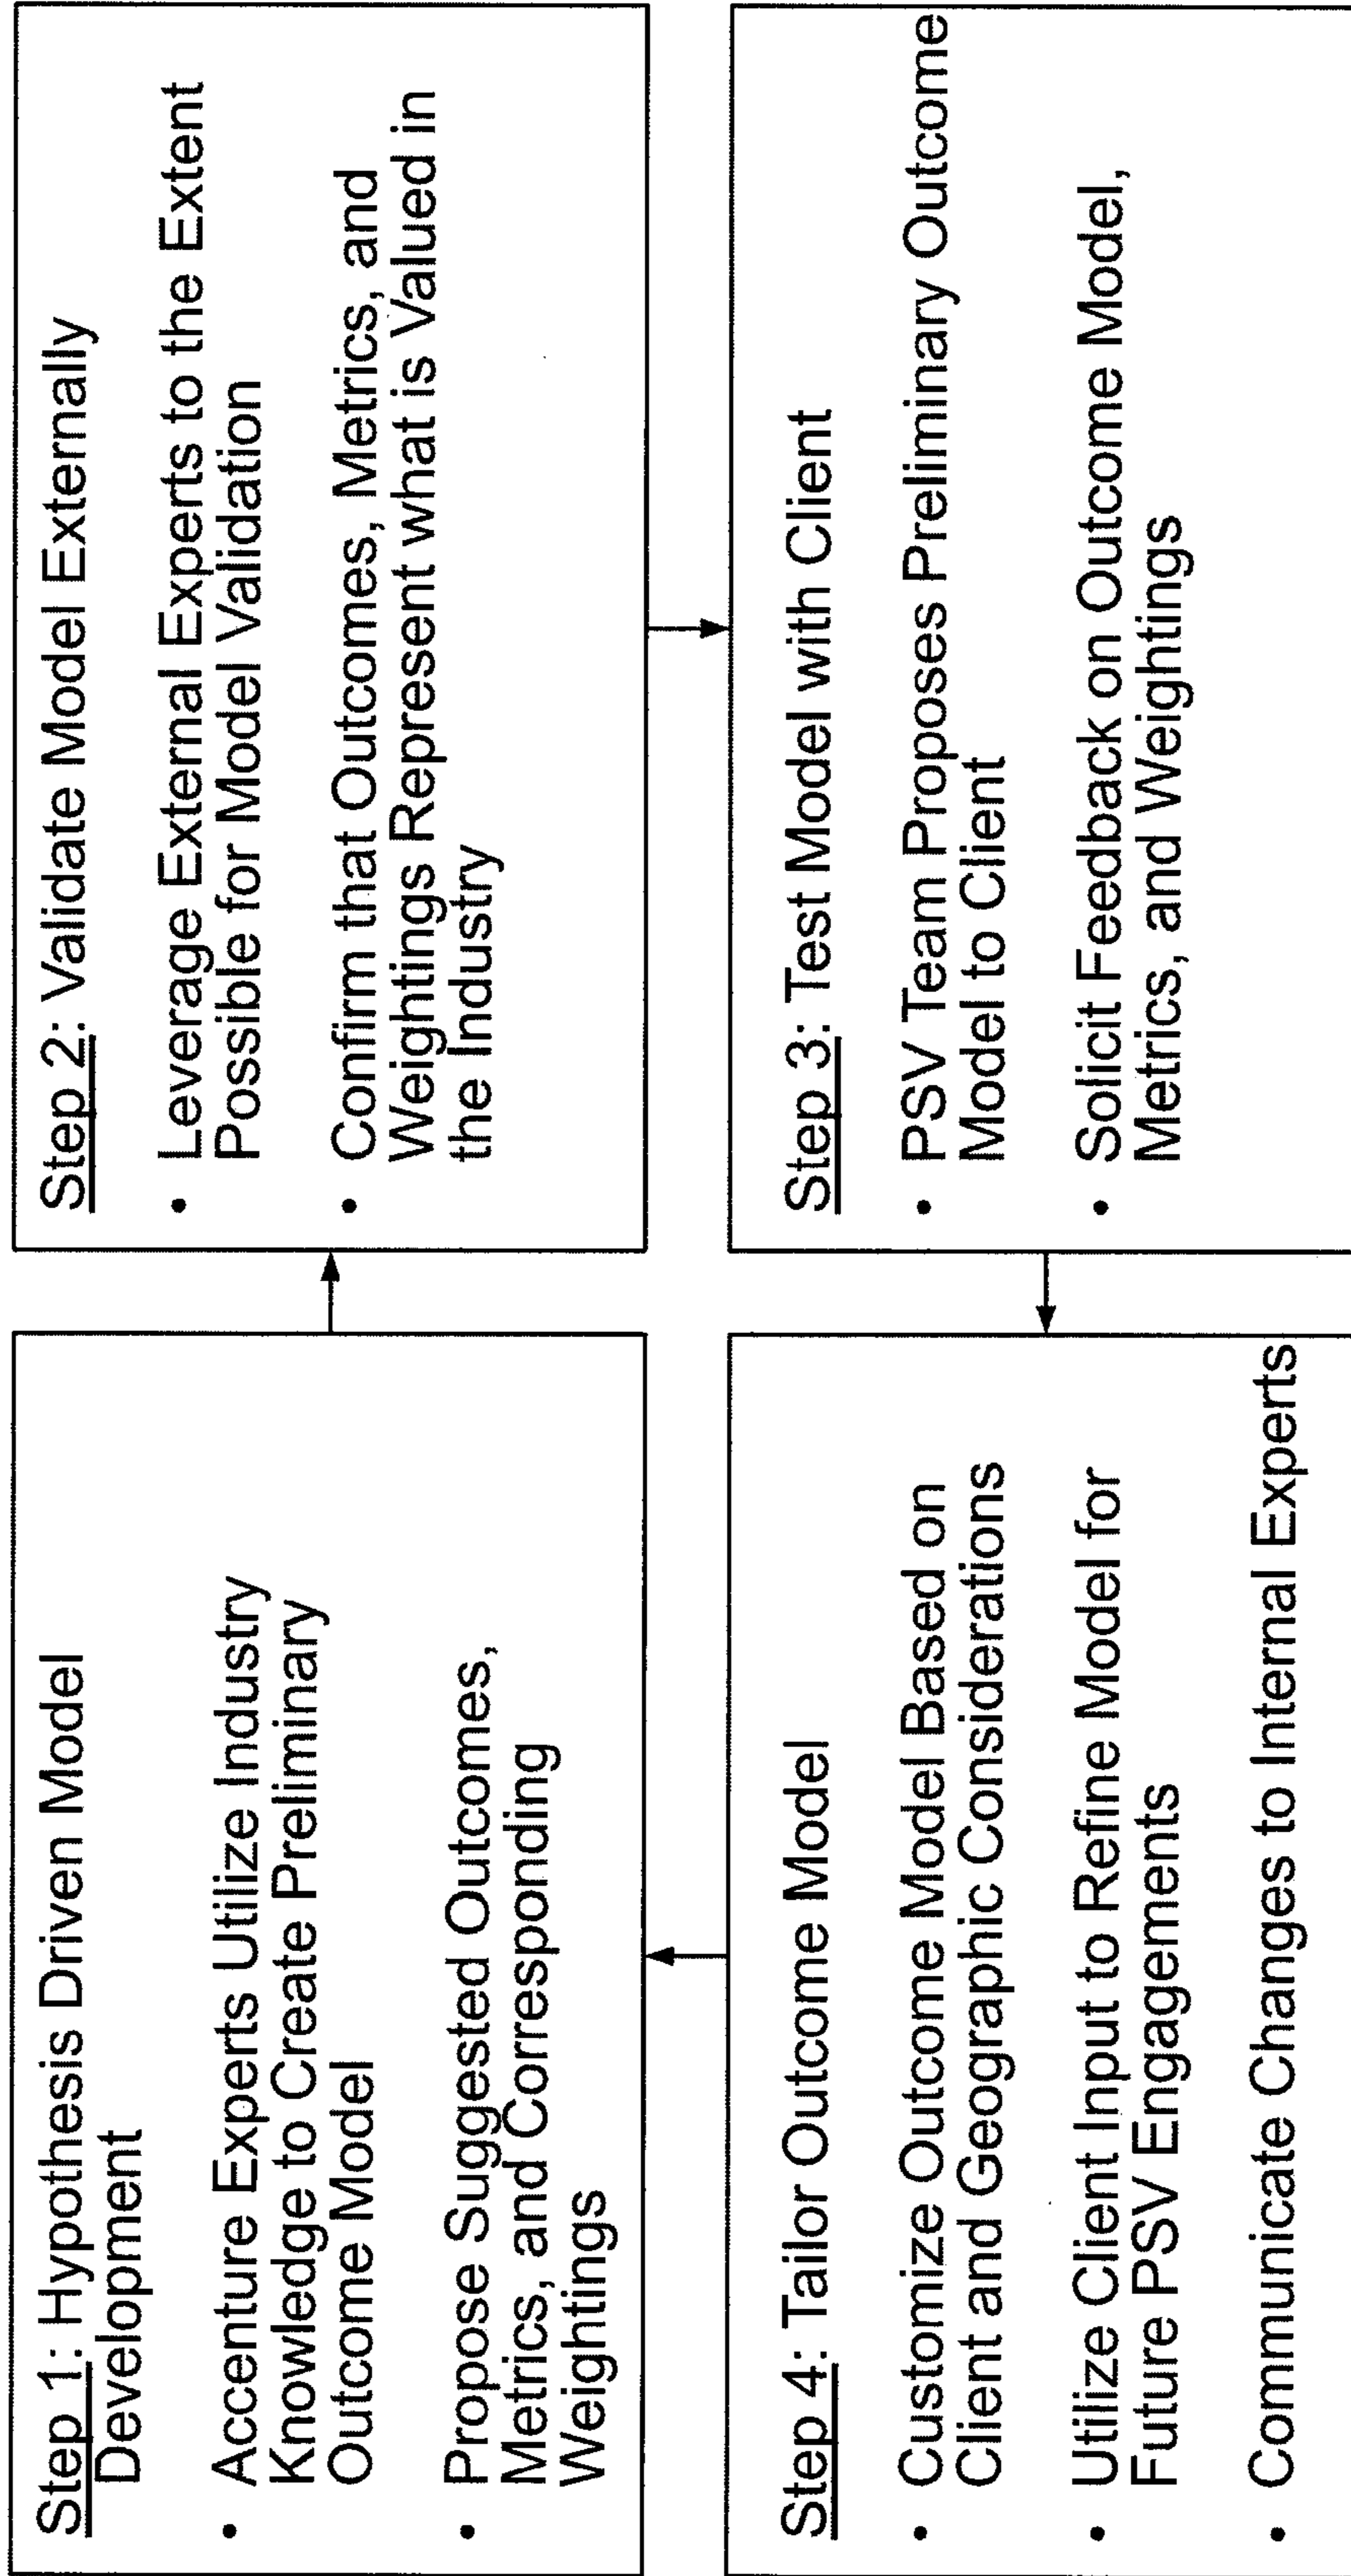 Step 1: Hypothesis Driven Model
Development
• Accenture Experts Utilize Industry
Knowledge to Create Preliminary
Outcome Model
• Propose Suggested Outcomes,
Metrics, and Corresponding
Weightings
Step 2: Validate Model Externally
• Leverage External Experts to the Extent
Possible for Model Validation
• Confirm that Outcomes, Metrics, and
Weightings Represent what is Valued in
the Industry
Step 3: Test Model with Client
• PSV Team Proposes Preliminary Outcome
Model to Client
• Solicit Feedback on Outcome Model,
Metrics, and Weightings
Step 4: Tailor Outcome Model
• Customize Outcome Model Based on
Client and Geographic Considerations
• Utilize Client Input to Refine Model for
Future PSV Engagements
• Communicate Changes to Internal Experts